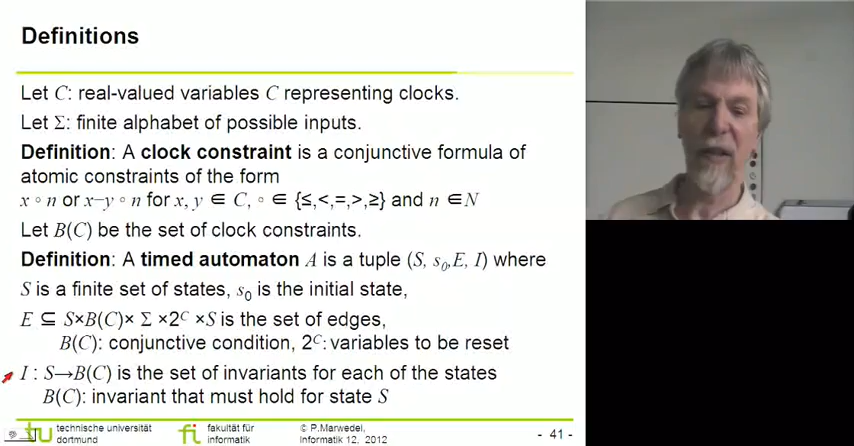 Definitions
Let C: real-valued variables C representing clocks.
Let Σ: finite alphabet of possible inputs.
Definition: A clock constraint is a conjunctive formula of
atomic constraints of the form
x ∘ n or x−y ∘ n for x, y ∈ C, ∘ ∈ {≤,<,=,>,≥} and n ∈N
Let B(C) be the set of clock constraints.
Definition: A timed automaton A is a tuple (S, s₀,E, I) where
S is a finite set of states, s₀ is the initial state,
E ⊆ S×B(C)× Σ ×2ᶜ ×S is the set of edges,
B(C): conjunctive condition, 2ᶜ: variables to be reset
I : S→B(C) is the set of invariants for each of the states
B(C): invariant that must hold for state S
technische universität
dortmund
fakultät für
informatik
© P.Marwedel,
Informatik 12, 2012
- 41 -